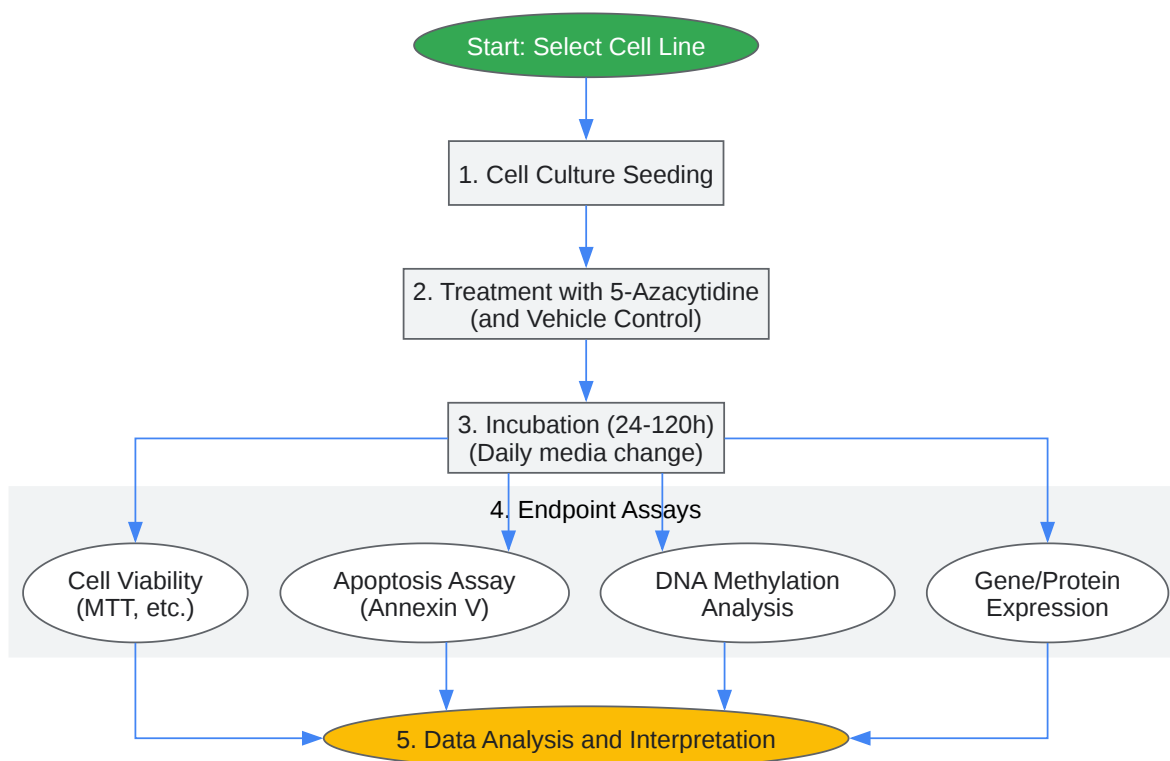 Start: Select Cell Line
1. Cell Culture Seeding
2. Treatment with 5-Azacytidine
(and Vehicle Control)
3. Incubation (24-120h)
(Daily media change)
4. Endpoint Assays
Cell Viability
(MTT, etc.)
Apoptosis Assay
(Annexin V)
DNA Methylation
Analysis
Gene/Protein
Expression
5. Data Analysis and Interpretation